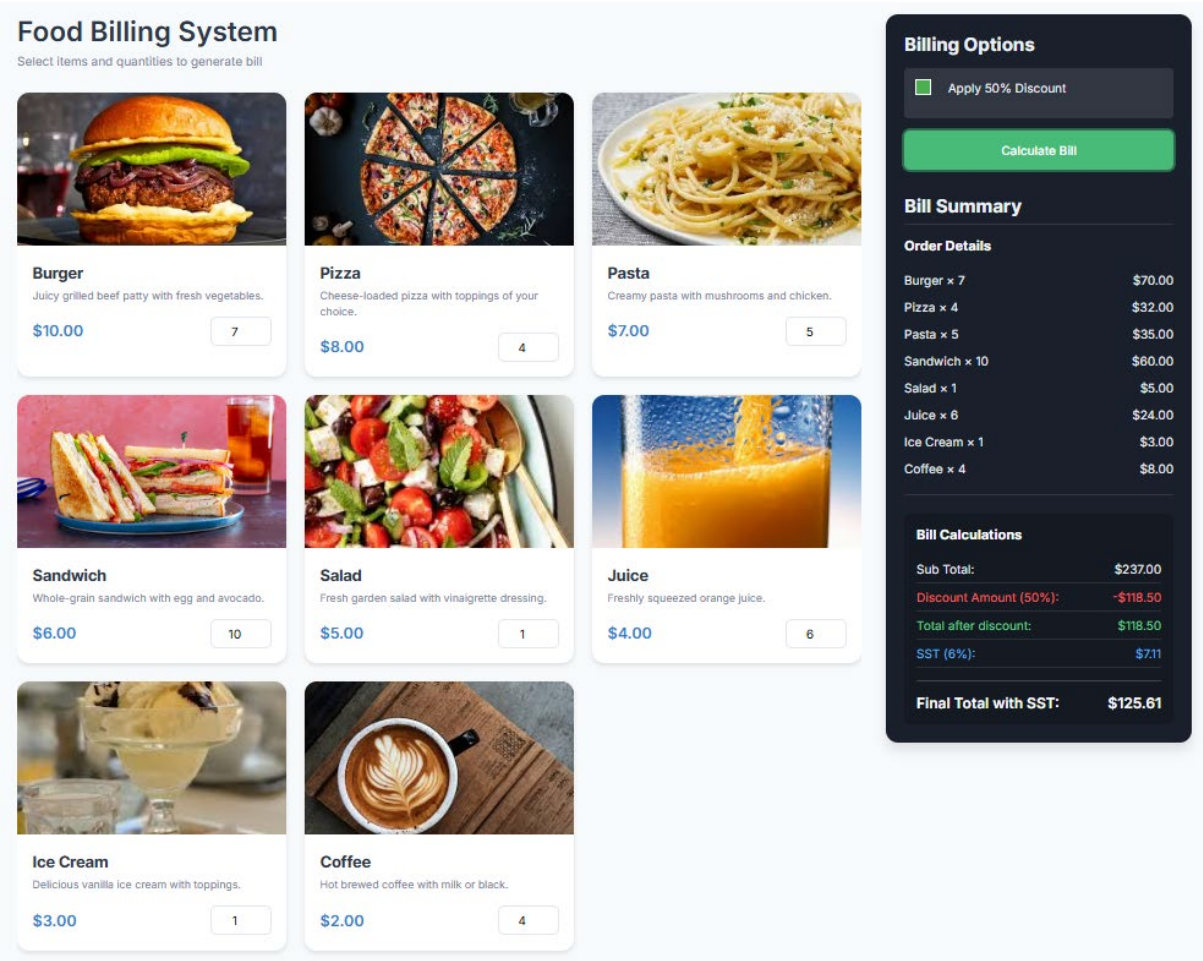 Food Billing System
Select items and quantities to generate bill
Burger
Juicy grilled beef patty with fresh vegetables.
$10.00
7
Pizza
Cheese-loaded pizza with toppings of your
choice.
$8.00
4
Pasta
Creamy pasta with mushrooms and chicken.
$7.00
5
Sandwich
Whole-grain sandwich with egg and avocado.
$6.00
10
Salad
Fresh garden salad with vinaigrette dressing.
$5.00
1
Juice
Freshly squeezed orange juice.
$4.00
6
Ice Cream
Delicious vanilla ice cream with toppings.
$3.00
1
Coffee
Hot brewed coffee with milk or black.
$2.00
4
Billing Options
Apply 50% Discount
Calculate Bill
Bill Summary
Order Details
Burger × 7 $70.00
Pizza × 4 $32.00
Pasta × 5 $35.00
Sandwich × 10 $60.00
Salad × 1 $5.00
Juice × 6 $24.00
Ice Cream × 1 $3.00
Coffee × 4 $8.00
Bill Calculations
Sub Total: $237.00
Discount Amount (50%): -$118.50
Total after discount: $118.50
SST (6%): $7.11
Final Total with SST: $125.61